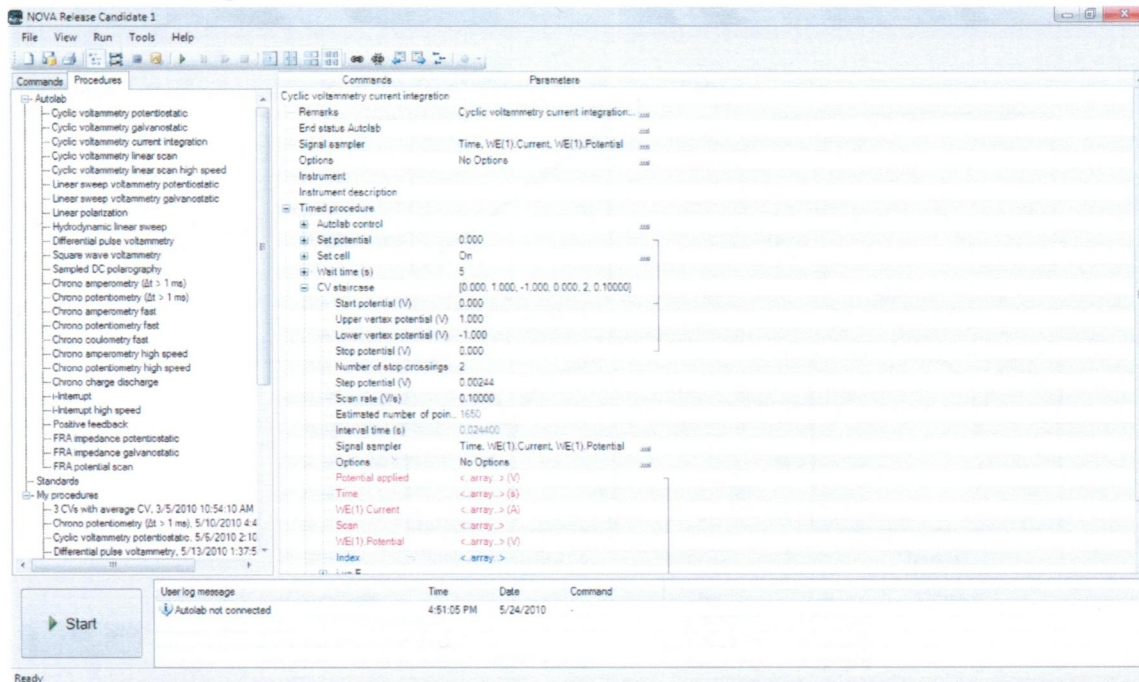 NOVA Release Candidate 1
File View Run Tools Help
Commands Procedures
Autolab
Cyclic voltammetry potentiostatic
Cyclic voltammetry galvanostatic
Cyclic voltammetry current integration
Cyclic voltammetry linear scan
Cyclic voltammetry linear scan high speed
Linear sweep voltammetry potentiostatic
Linear sweep voltammetry galvanostatic
Linear polarization
Hydrodynamic linear sweep
Differential pulse voltammetry
Square wave voltammetry
Sampled DC polarography
Chrono amperometry (Δt > 1 ms)
Chrono potentiometry (Δt > 1 ms)
Chrono amperometry fast
Chrono potentiometry fast
Chrono coulometry fast
Chrono amperometry high speed
Chrono potentiometry high speed
Chrono charge discharge
i-Interrupt
i-Interrupt high speed
Positive feedback
FRA impedance potentiostatic
FRA impedance galvanostatic
FRA potential scan
Standards
My procedures
3 CVs with average CV, 3/5/2010 10:54:10 AM
Chrono potentiometry (Δt > 1 ms), 5/10/2010 4:4
Cyclic voltammetry potentiostatic, 5/6/2010 2:10
Differential pulse voltammetry, 5/13/2010 1:37:5
Commands Parameters
Cyclic voltammetry current integration
Remarks Cyclic voltammetry current integration...
End status Autolab
Signal sampler Time, WE(1).Current, WE(1).Potential
Options No Options
Instrument
Instrument description
Timed procedure
Autolab control
Set potential 0.000
Set cell On
Wait time (s) 5
CV staircase [0.000, 1.000, -1.000, 0.000, 2, 0.10000]
Start potential (V) 0.000
Upper vertex potential (V) 1.000
Lower vertex potential (V) -1.000
Stop potential (V) 0.000
Number of stop crossings 2
Step potential (V) 0.00244
Scan rate (V/s) 0.10000
Estimated number of poin... 1650
Interval time (s) 0.024400
Signal sampler Time, WE(1).Current, WE(1).Potential
Options No Options
Potential applied <..array..> (V)
Time <..array..> (s)
WE(1).Current <..array..> (A)
Scan <..array..>
WE(1).Potential <..array..> (V)
Index <..array..>
Start
User log message Time Date Command
Autolab not connected 4:51:05 PM 5/24/2010 -
Ready